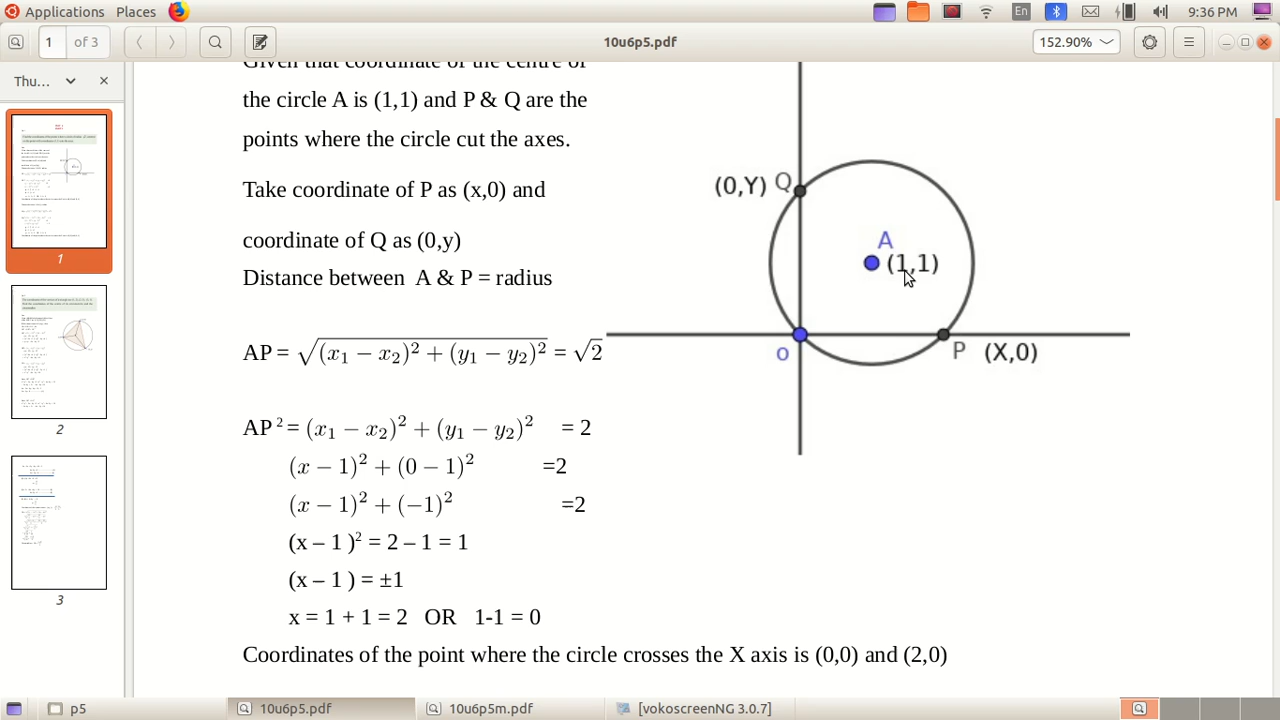 Applications Places En 9:36 PM
1 of 3 10u6p5.pdf 152.90%
Thu...
Given that coordinate of the centre of
the circle A is (1,1) and P & Q are the
points where the circle cut the axes.
Take coordinate of P as (x,0) and
coordinate of Q as (0,y)
Distance between A & P = radius
AP = √((x₁ − x₂)² + (y₁ − y₂)²) = √2
AP ² = (x₁ − x₂)² + (y₁ − y₂)² = 2
(x − 1)² + (0 − 1)² =2
(x − 1)² + (−1)² =2
(x – 1 )² = 2 – 1 = 1
(x – 1 ) = ±1
x = 1 + 1 = 2 OR 1-1 = 0
Coordinates of the point where the circle crosses the X axis is (0,0) and (2,0)
(0,Y) Q
A
(1,1)
o
P (X,0)
1
2
3
p5 10u6p5.pdf 10u6p5m.pdf [vokoscreenNG 3.0.7]